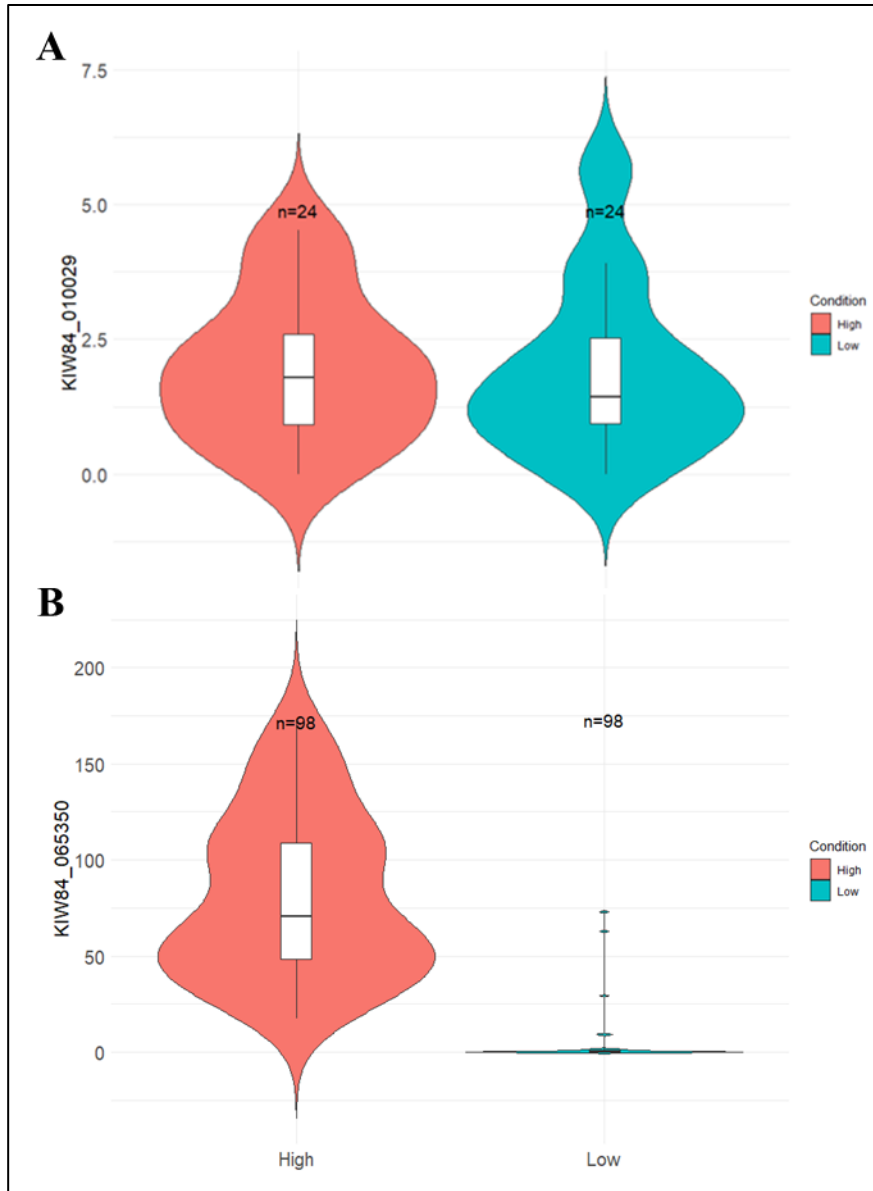 A
7.5
5.0
2.5
0.0
KIW84_010029
n=24
n=24
Condition
High
Low
B
200
150
100
50
0
KIW84_065350
n=98
n=98
Condition
High
Low
High
Low